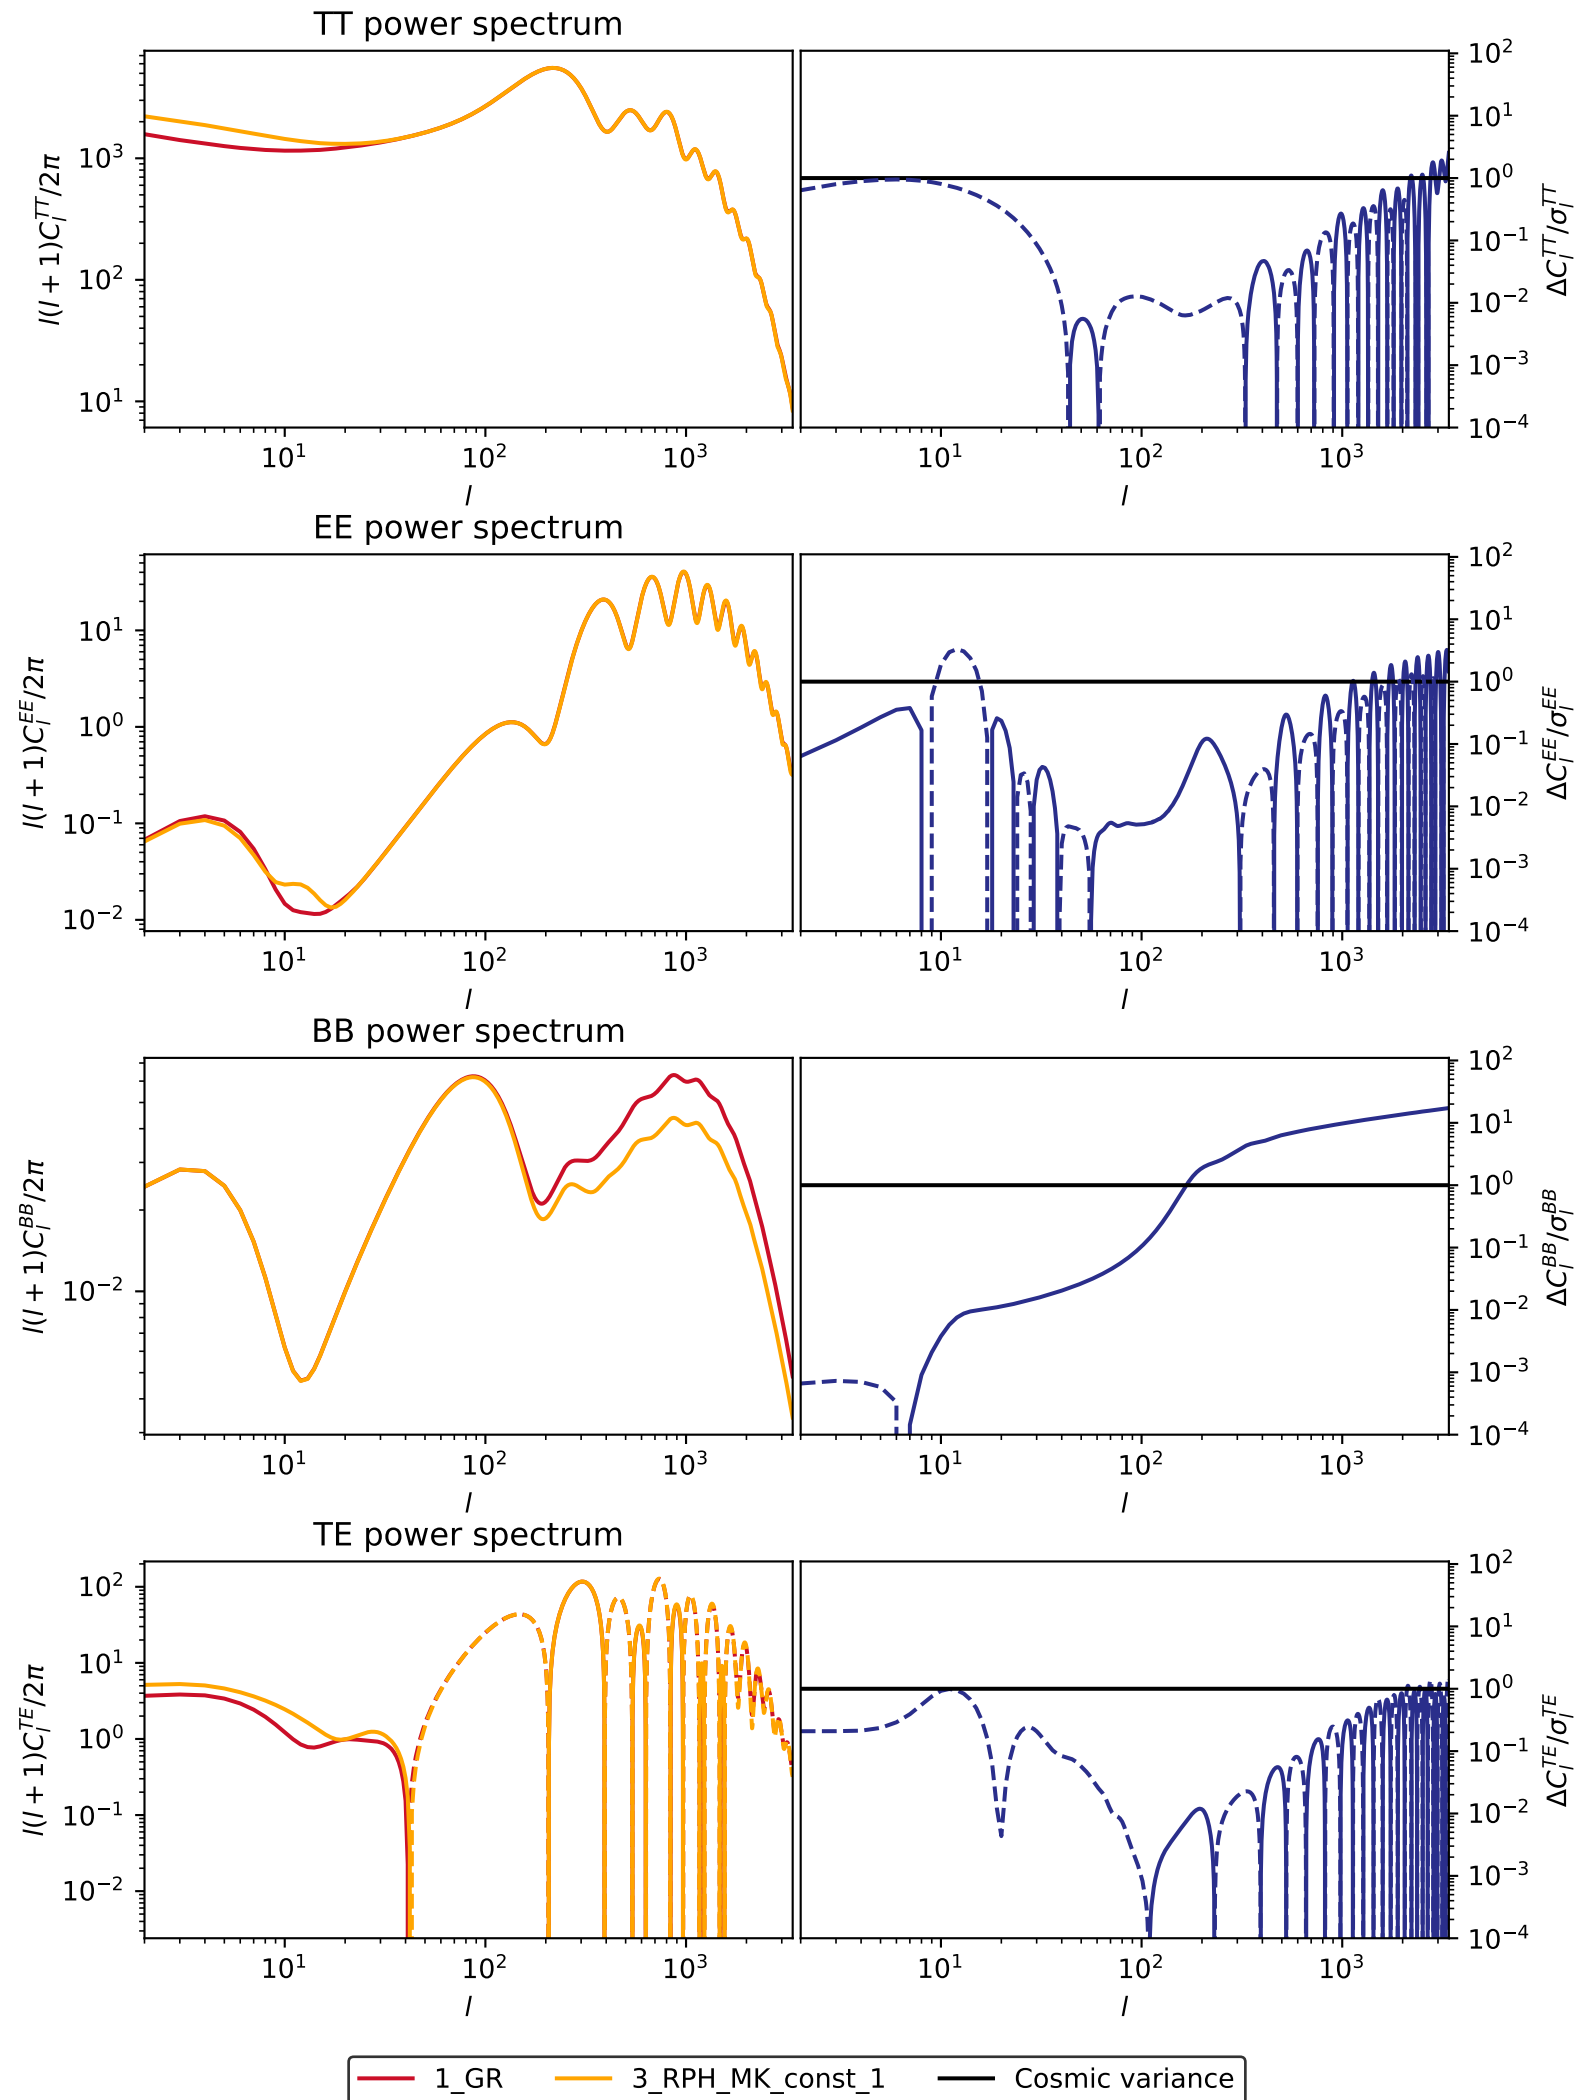 TT power spectrum
l(l + 1)C_l^{TT}/2π
10^3
10^2
10^1
10^1 10^2 10^3
l
10^1 10^2 10^3
l
10^2
10^1
10^0
10^−1
10^−2
10^−3
10^−4
ΔC_l^{TT}/σ_l^{TT}
EE power spectrum
l(l + 1)C_l^{EE}/2π
10^1
10^0
10^−1
10^−2
10^1 10^2 10^3
l
10^1 10^2 10^3
l
10^2
10^1
10^0
10^−1
10^−2
10^−3
10^−4
ΔC_l^{EE}/σ_l^{EE}
BB power spectrum
l(l + 1)C_l^{BB}/2π
10^−2
10^1 10^2 10^3
l
10^1 10^2 10^3
l
10^2
10^1
10^0
10^−1
10^−2
10^−3
10^−4
ΔC_l^{BB}/σ_l^{BB}
TE power spectrum
l(l + 1)C_l^{TE}/2π
10^2
10^1
10^0
10^−1
10^−2
10^1 10^2 10^3
l
10^1 10^2 10^3
l
10^2
10^1
10^0
10^−1
10^−2
10^−3
10^−4
ΔC_l^{TE}/σ_l^{TE}
1_GR 3_RPH_MK_const_1 Cosmic variance